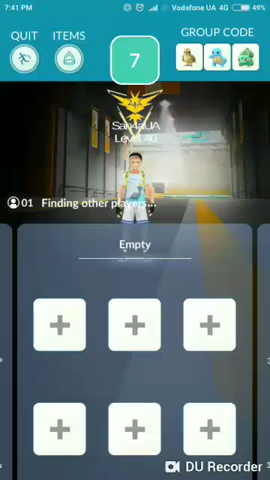 7:41 PM
Vodafone UA 4G
49%
QUIT
ITEMS
GROUP CODE
7
San4aUA
Level 40
01 Finding other players...
Empty
DU Recorder